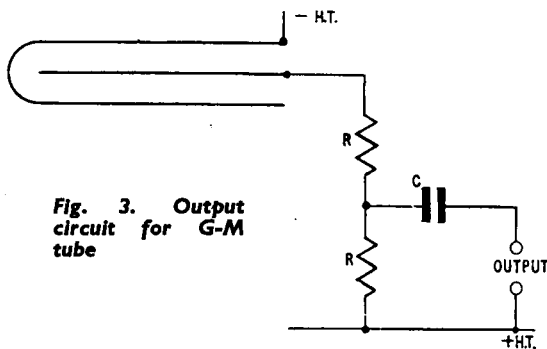 – H.T.
R
C
Fig. 3. Output
circuit for G-M
tube
R
OUTPUT
+H.T.